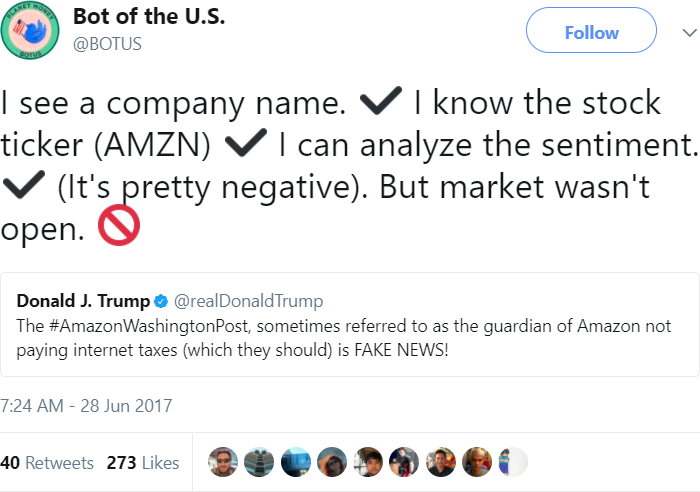 PLANET MONEY
BOTUS
Bot of the U.S.
@BOTUS
Follow
I see a company name. ✔ I know the stock
ticker (AMZN) ✔ I can analyze the sentiment.
✔ (It's pretty negative). But market wasn't
open. 🚫
Donald J. Trump @realDonaldTrump
The #AmazonWashingtonPost, sometimes referred to as the guardian of Amazon not
paying internet taxes (which they should) is FAKE NEWS!
7:24 AM - 28 Jun 2017
40 Retweets 273 Likes